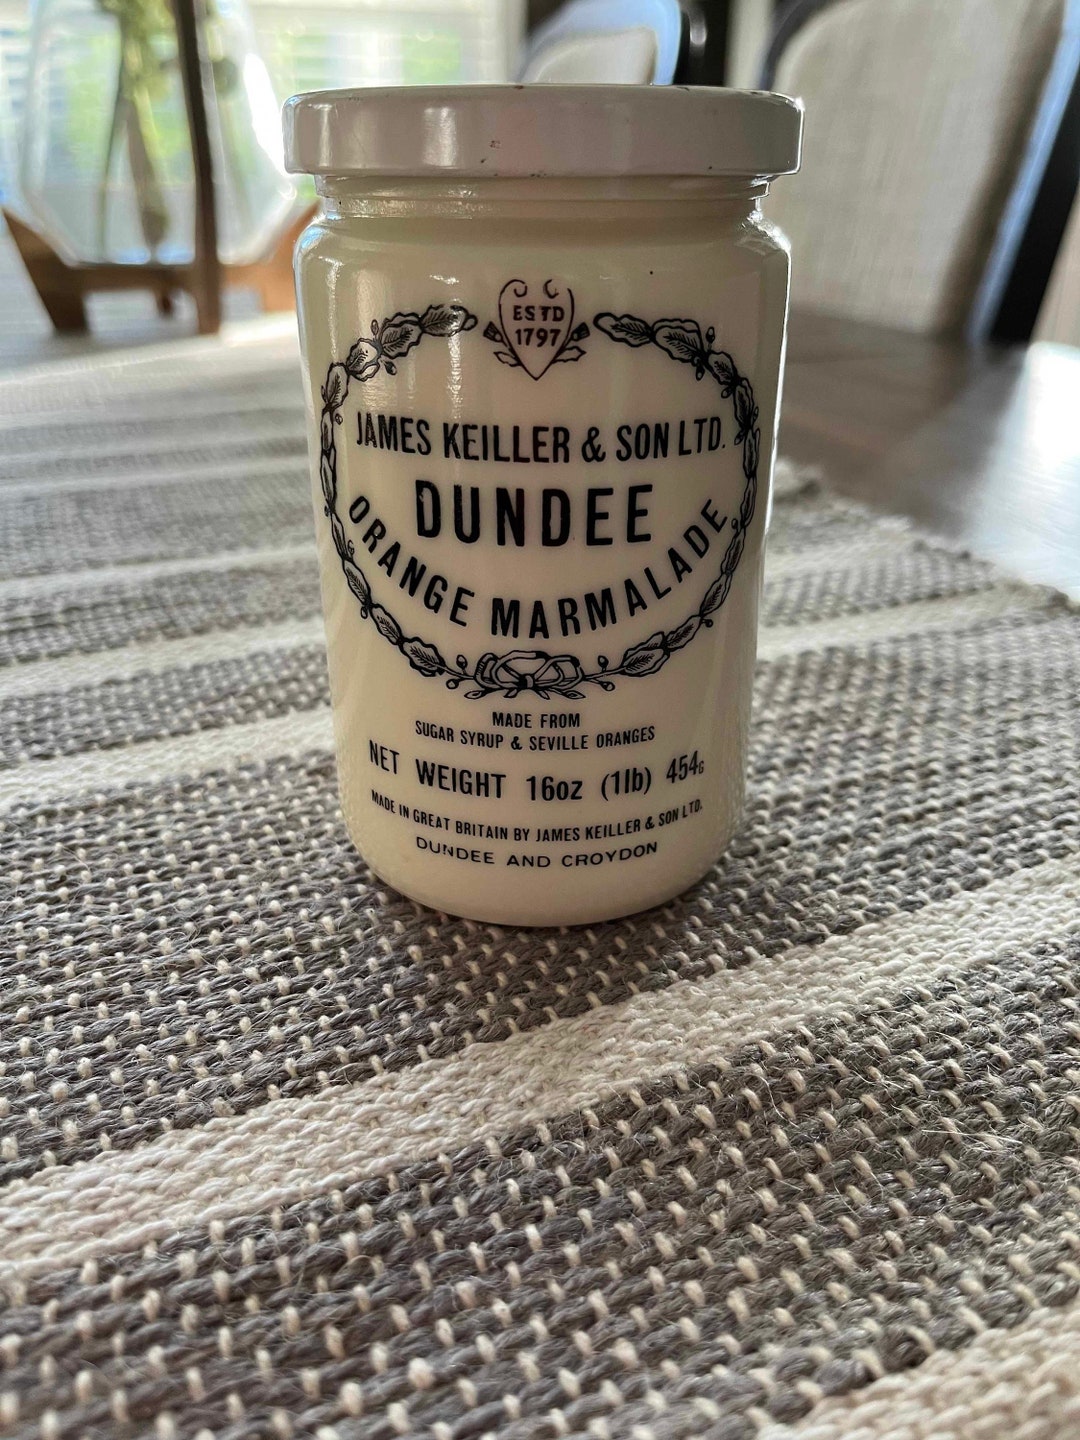 ESTD
1797
JAMES KEILLER & SON LTD.
DUNDEE
ORANGE MARMALADE
MADE FROM
SUGAR SYRUP & SEVILLE ORANGES
NET WEIGHT 16oz (1lb) 454G
MADE IN GREAT BRITAIN BY JAMES KEILLER & SON LTD.
DUNDEE AND CROYDON